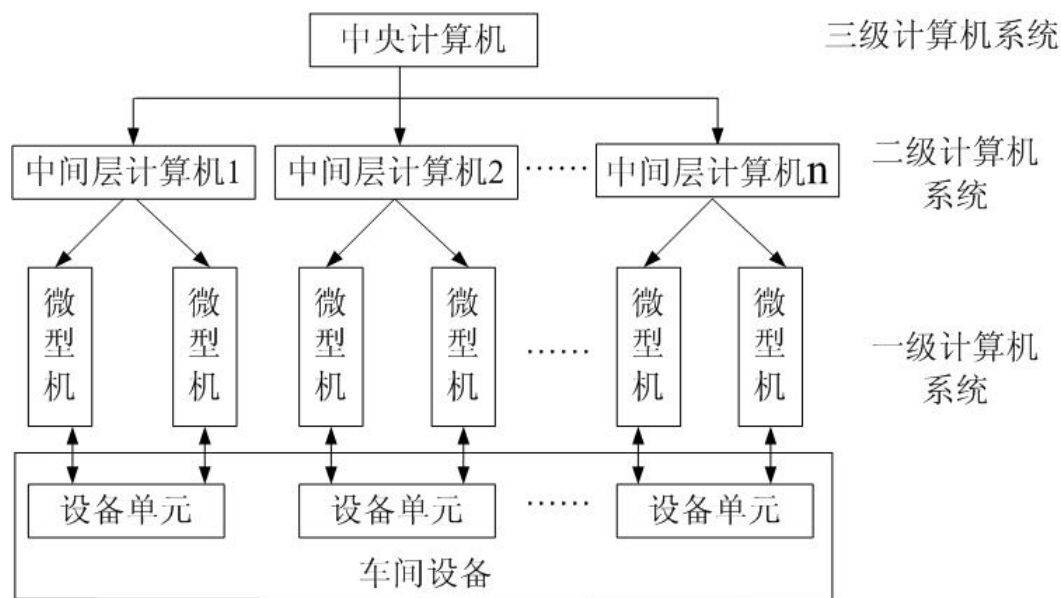 中央计算机
三级计算机系统
中间层计算机1
中间层计算机2
……
中间层计算机n
二级计算机
系统
微型机
微型机
微型机
微型机
……
微型机
微型机
一级计算机
系统
设备单元
设备单元
……
设备单元
车间设备